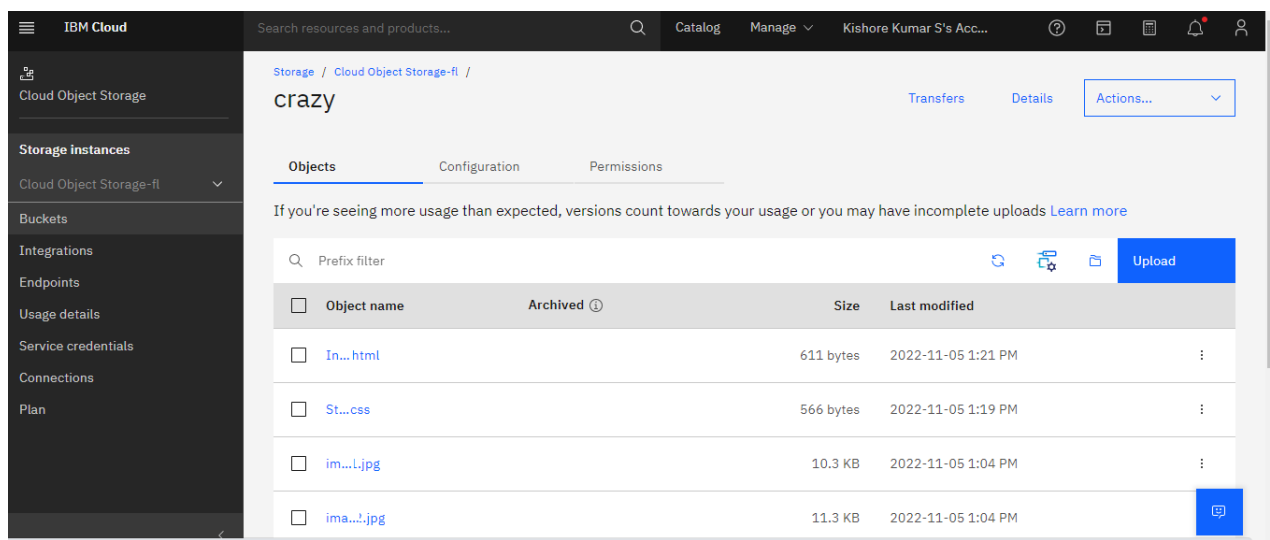 IBM Cloud
Search resources and products...
Catalog
Manage
Kishore Kumar S's Acc...
Cloud Object Storage
Storage instances
Cloud Object Storage-fl
Buckets
Integrations
Endpoints
Usage details
Service credentials
Connections
Plan
Storage / Cloud Object Storage-fl /
crazy
Transfers
Details
Actions...
Objects
Configuration
Permissions
If you're seeing more usage than expected, versions count towards your usage or you may have incomplete uploads Learn more
Prefix filter
Upload
Object name Archived Size Last modified
In...html 611 bytes 2022-11-05 1:21 PM
St...css 566 bytes 2022-11-05 1:19 PM
10.3 KB 2022-11-05 1:04 PM
11.3 KB 2022-11-05 1:04 PM